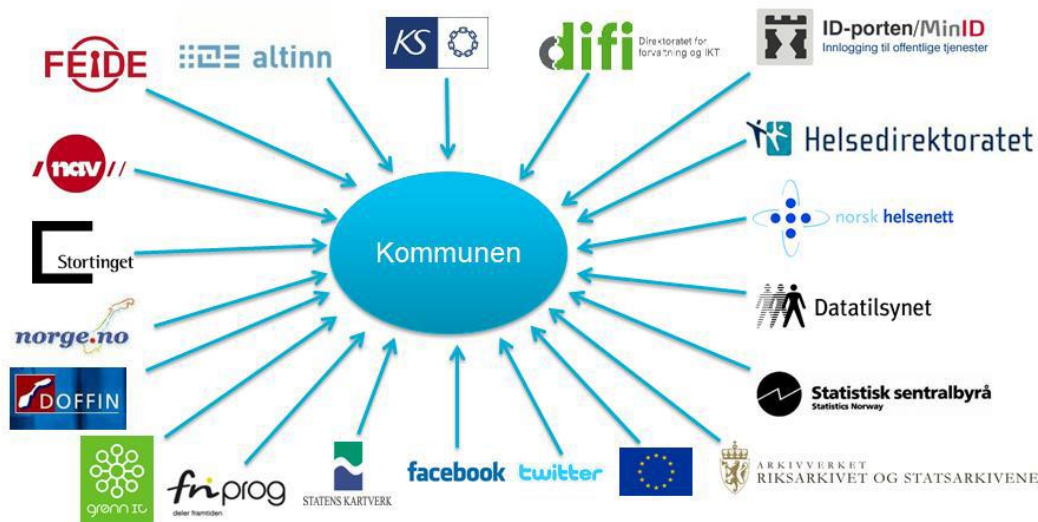 FEiDE
altinn
KS
difi
Direktoratet for
forvaltning og IKT
ID-porten/MinID
Innlogging til offentlige tjenester
/nav//
Helsedirektoratet
norsk helsenett
Stortinget
Kommunen
norge.no
Datatilsynet
DOFFIN
Statistisk sentralbyrå
Statistics Norway
grønn IT
friprog
deler framtiden
STATENS KARTVERK
facebook
twitter
ARKIVVERKET
RIKSARKIVET OG STATSARKIVENE